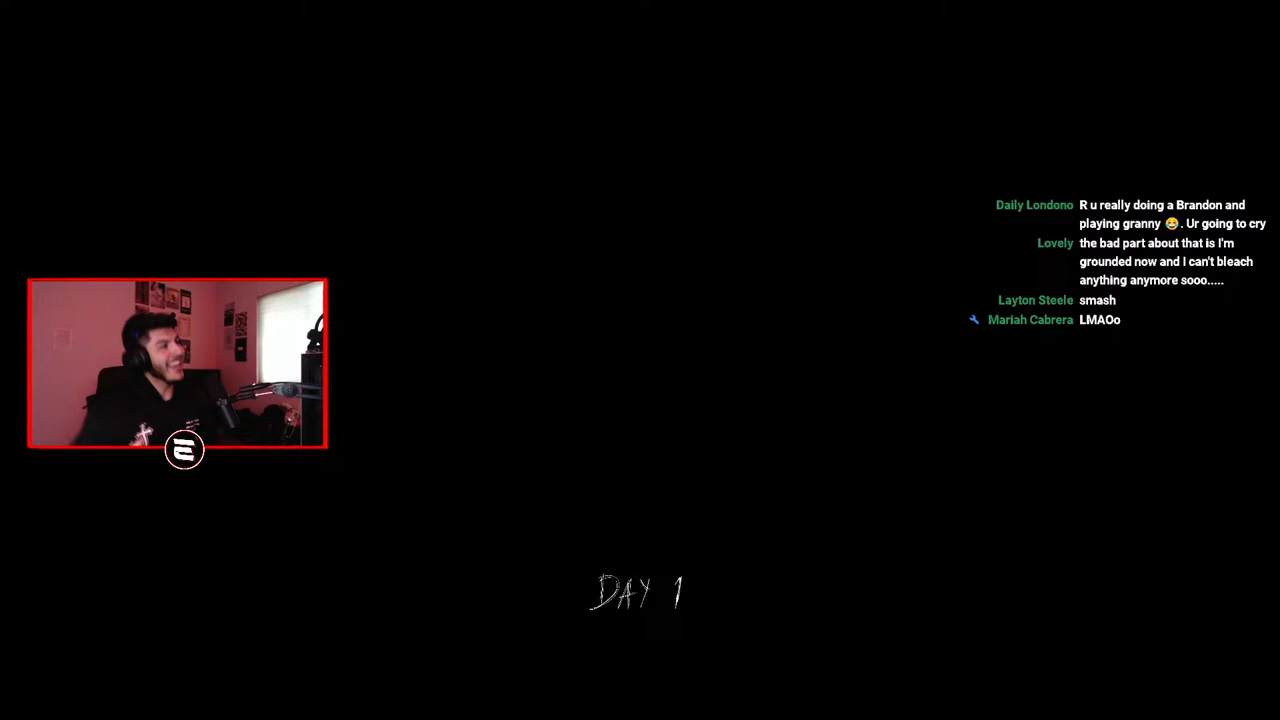 Daily Londono R u really doing a Brandon and
playing granny 😂. Ur going to cry
Lovely the bad part about that is I'm
grounded now and I can't bleach
anything anymore sooo.....
Layton Steele smash
Mariah Cabrera LMAOo
E
DAY 1